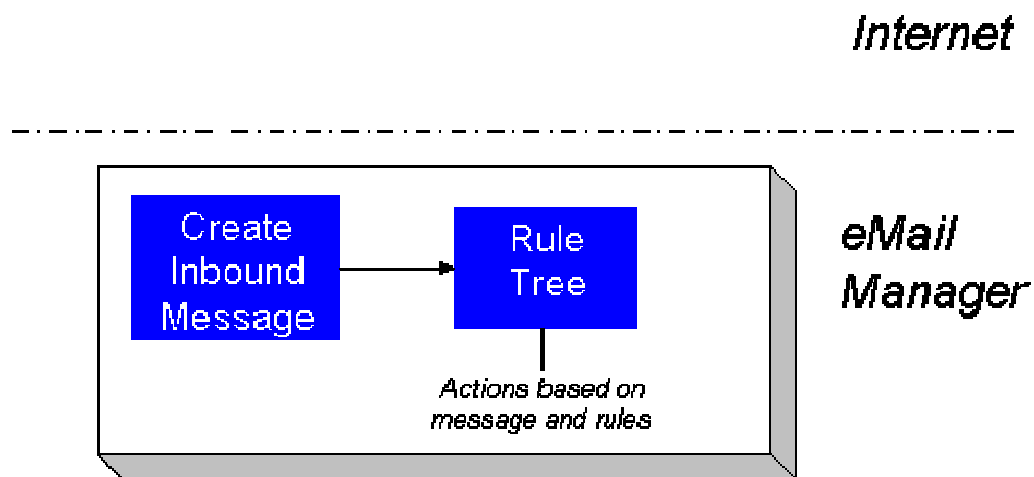 Internet
Create
Inbound
Message
Rule
Tree
eMail
Manager
Actions based on
message and rules